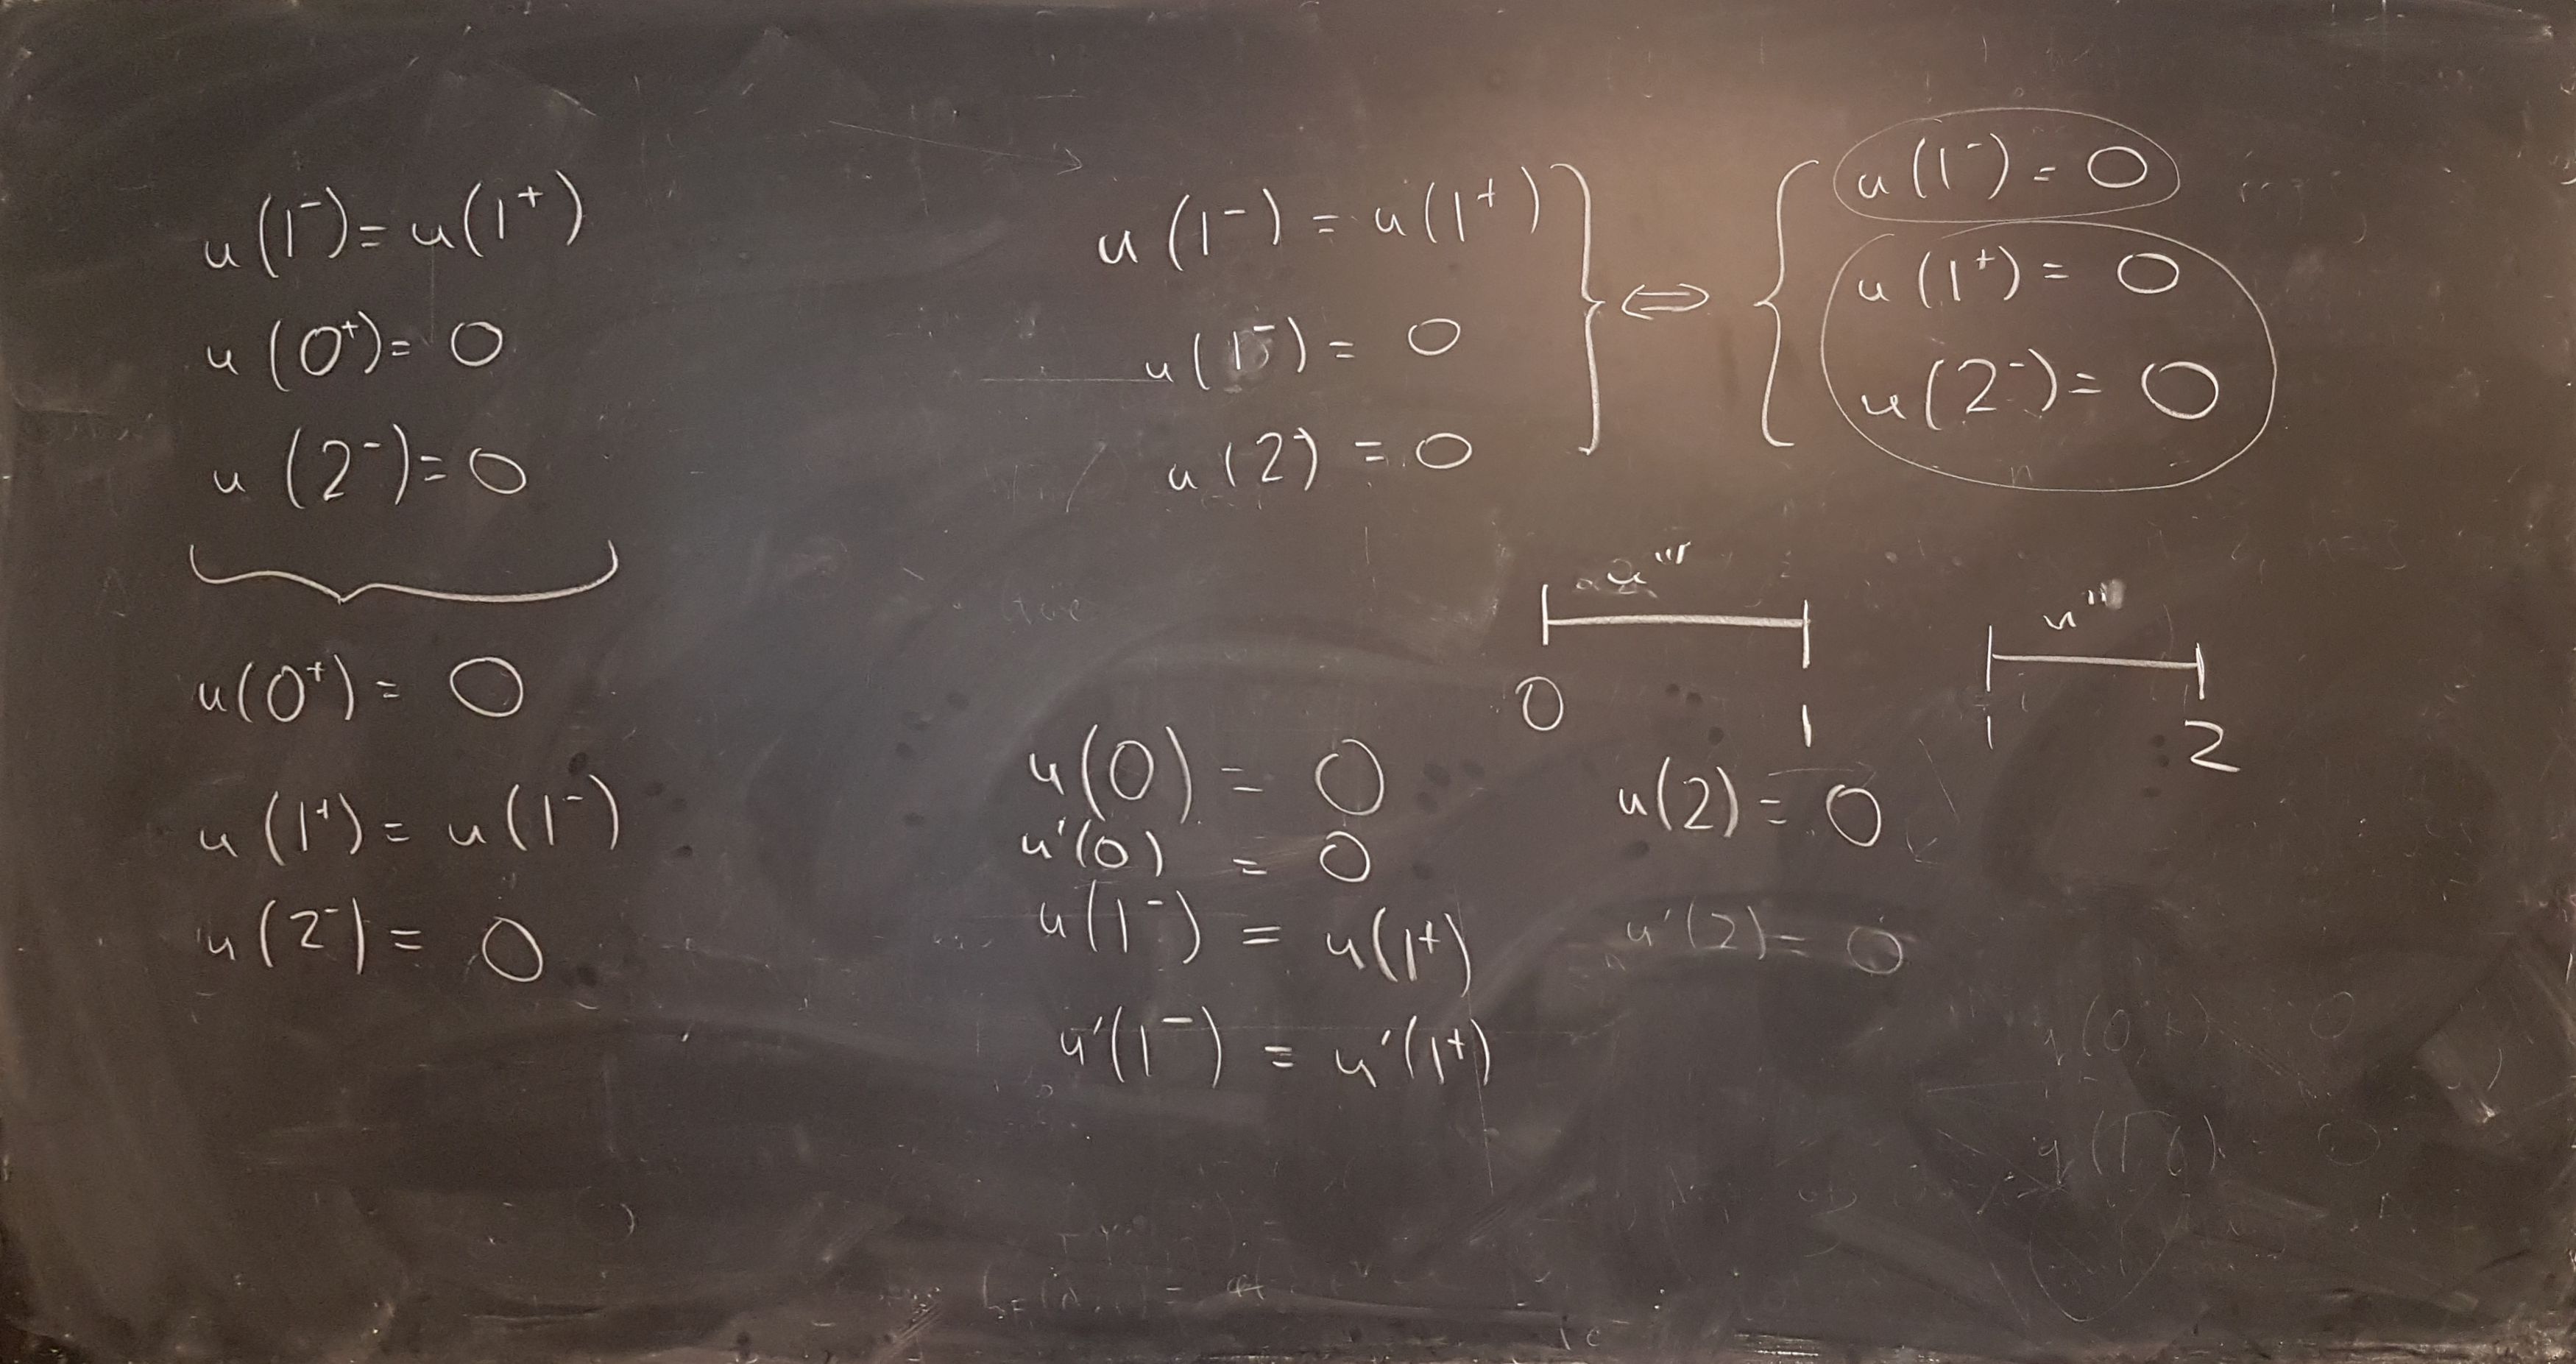 u(1⁻) = u(1⁺)
u(0⁺) = 0
u(2⁻) = 0
u(0⁺) = 0
u(1⁺) = u(1⁻)
u(2⁻) = 0
u(1⁻) = u(1⁺)
u(1⁻) = 0
u(2⁻) = 0
⇔
u(1⁻) = 0
u(1⁺) = 0
u(2⁻) = 0
u'''
0 1
u'''
1 2
u(0) = 0
u'(0) = 0
u(1⁻) = u(1⁺)
u'(1⁻) = u'(1⁺)
u(2) = 0
u'(2) = 0